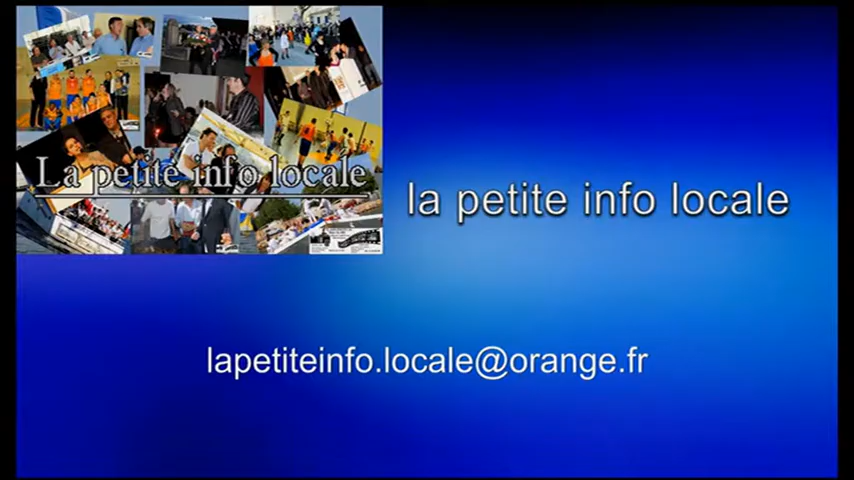 La petite info locale
la petite info locale
lapetiteinfo.locale@orange.fr